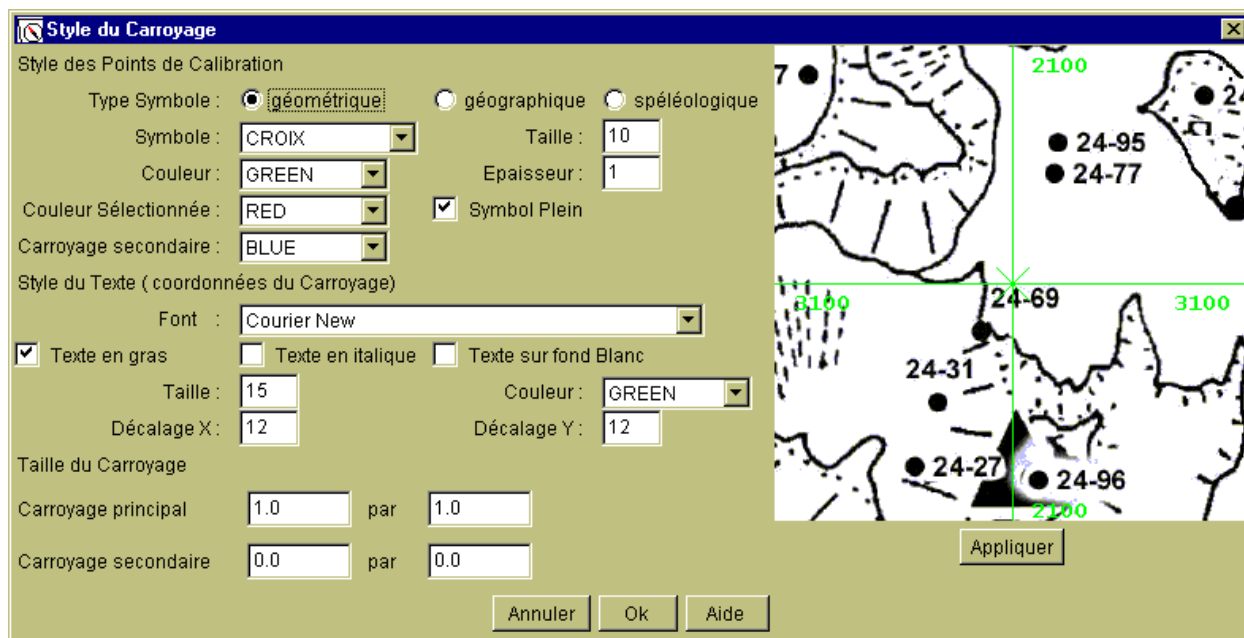 Style du Carroyage
Style des Points de Calibration
Type Symbole : géométrique géographique spéléologique
Symbole : CROIX Taille : 10
Couleur : GREEN Epaisseur : 1
Couleur Sélectionnée : RED Symbol Plein
Carroyage secondaire : BLUE
Style du Texte ( coordonnées du Carroyage)
Font : Courier New
Texte en gras Texte en italique Texte sur fond Blanc
Taille : 15 Couleur : GREEN
Décalage X : 12 Décalage Y : 12
Taille du Carroyage
Carroyage principal 1.0 par 1.0
Carroyage secondaire 0.0 par 0.0
Annuler Ok Aide
2100
7
24
24-95
24-77
3100 3100
24-69
24-31
24-27
24-96
2100
Appliquer